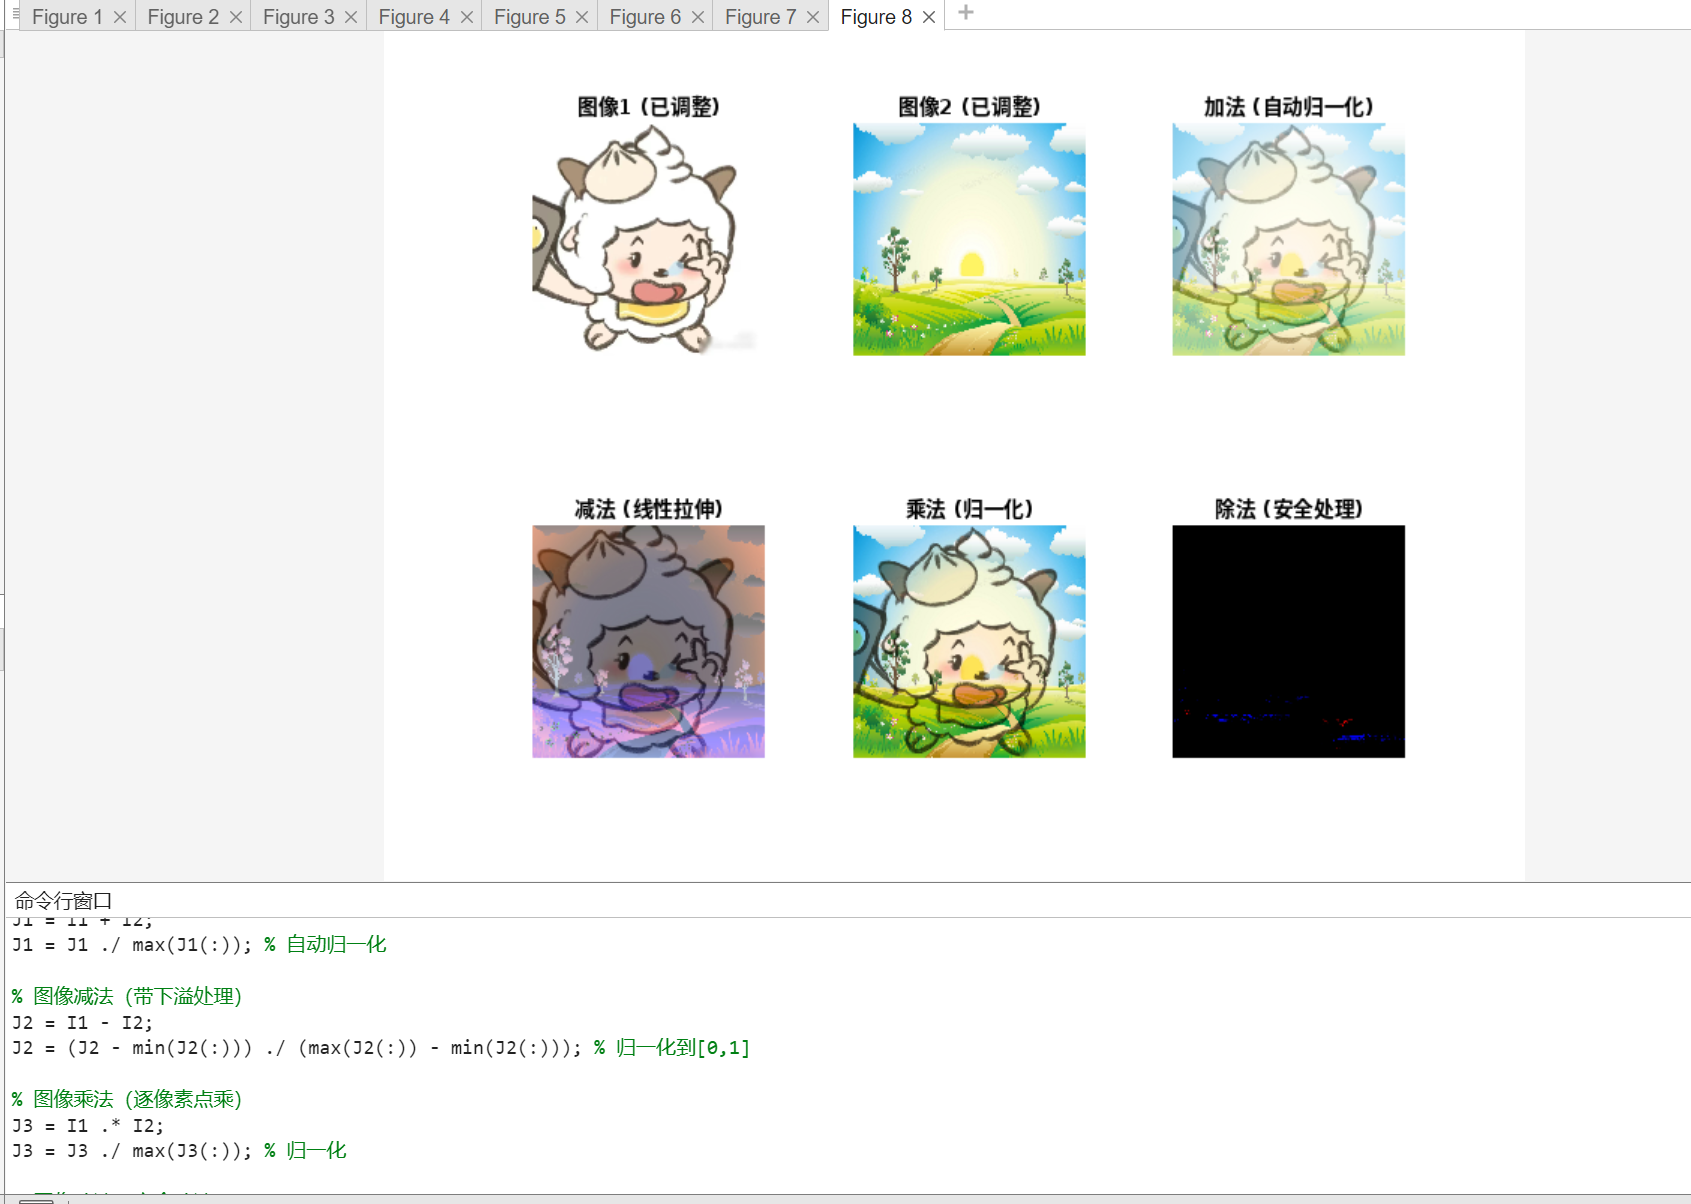 Figure 1 Figure 2 Figure 3 Figure 4 Figure 5 Figure 6 Figure 7 Figure 8
图像1 (已调整) 图像2 (已调整) 加法 (自动归一化)
减法 (线性拉伸) 乘法 (归一化) 除法 (安全处理)
命令行窗口
J1 = I1 + I2;
J1 = J1 ./ max(J1(:)); % 自动归一化
% 图像减法（带下溢处理）
J2 = I1 - I2;
J2 = (J2 - min(J2(:))) ./ (max(J2(:)) - min(J2(:))); % 归一化到[0,1]
% 图像乘法（逐像素点乘）
J3 = I1 .* I2;
J3 = J3 ./ max(J3(:)); % 归一化